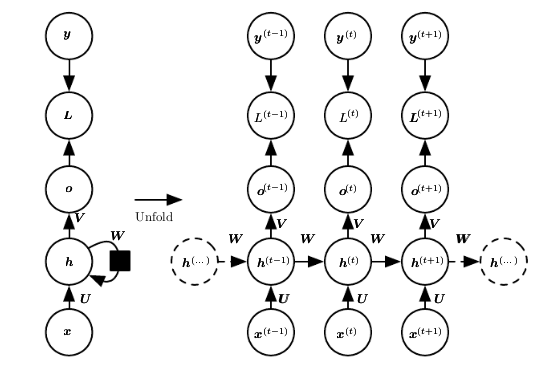 y y^(t−1) y^(t) y^(t+1)
L L^(t−1) L^(t) L^(t+1)
o o^(t−1) o^(t) o^(t+1)
Unfold
V V V V
W W W W W
h h^(...) h^(t−1) h^(t) h^(t+1) h^(...)
U U U U
x x^(t−1) x^(t) x^(t+1)